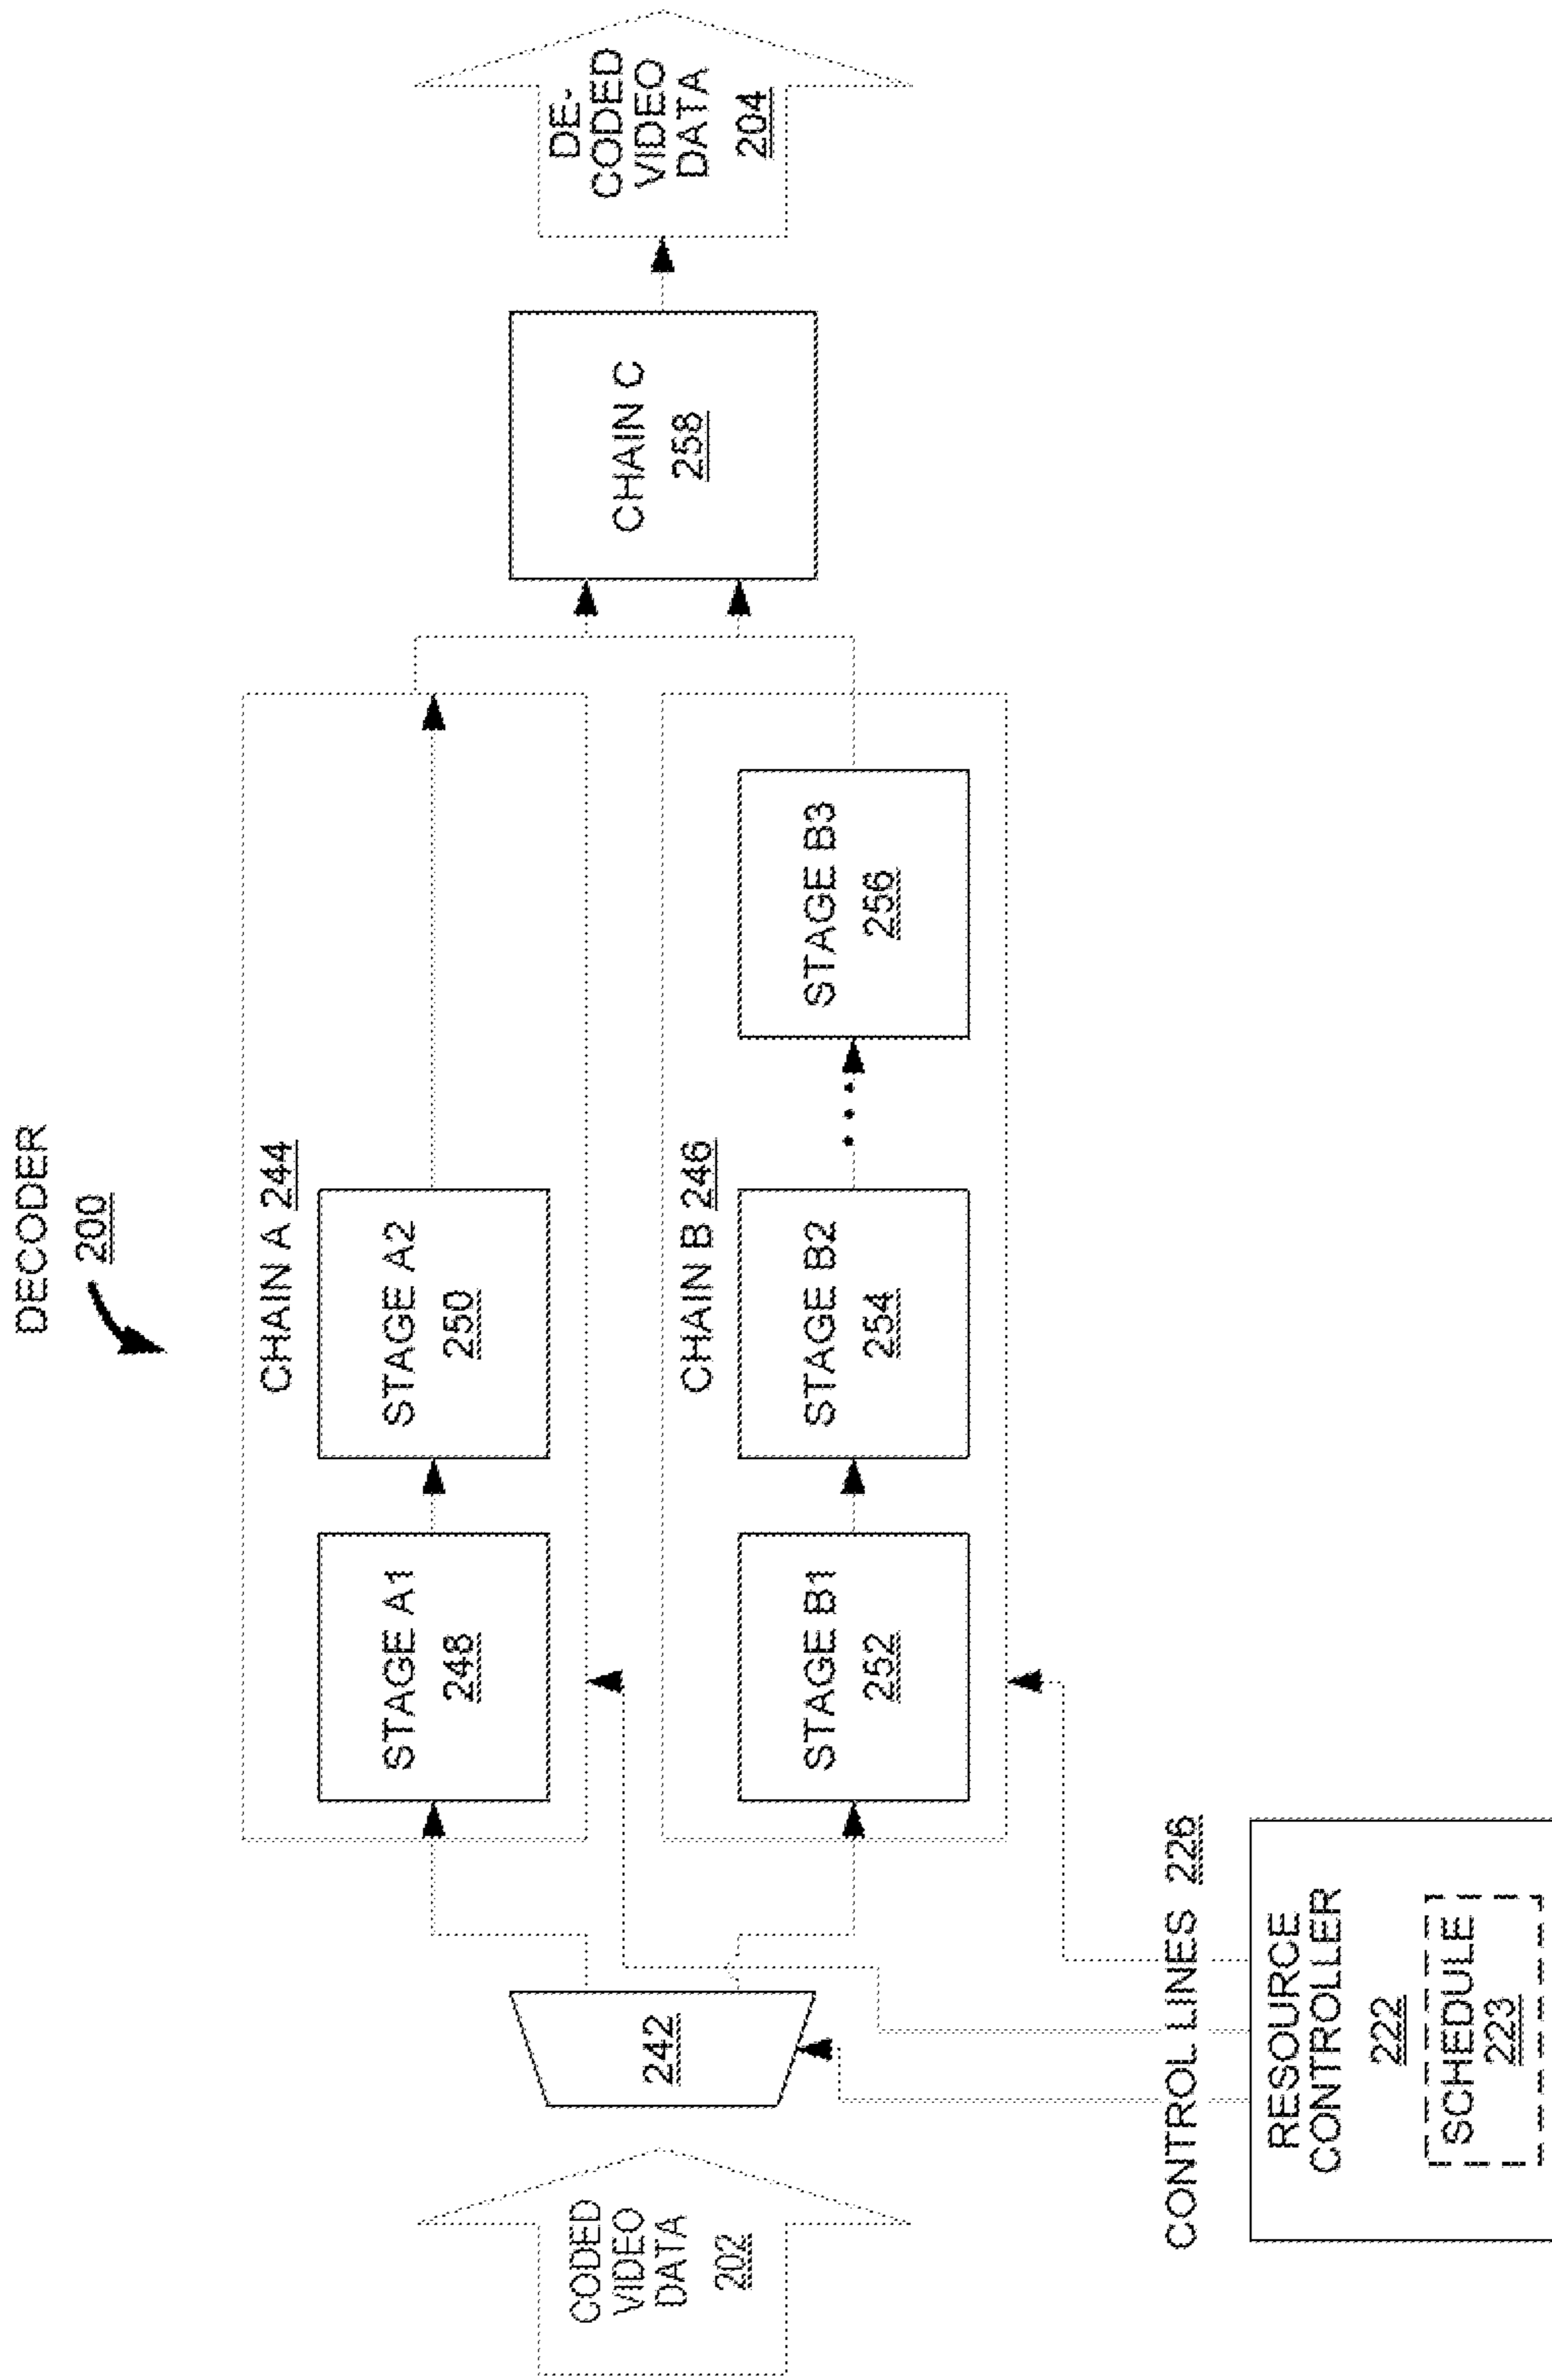 DECODER
200
CHAIN A 244
STAGE A1
248
STAGE A2
250
CODED
VIDEO
DATA
202
242
CHAIN C
258
DE-
CODED
VIDEO
DATA
204
CHAIN B 246
STAGE B1
252
STAGE B2
254
...
STAGE B3
256
CONTROL LINES 226
RESOURCE
CONTROLLER
222
SCHEDULE
223